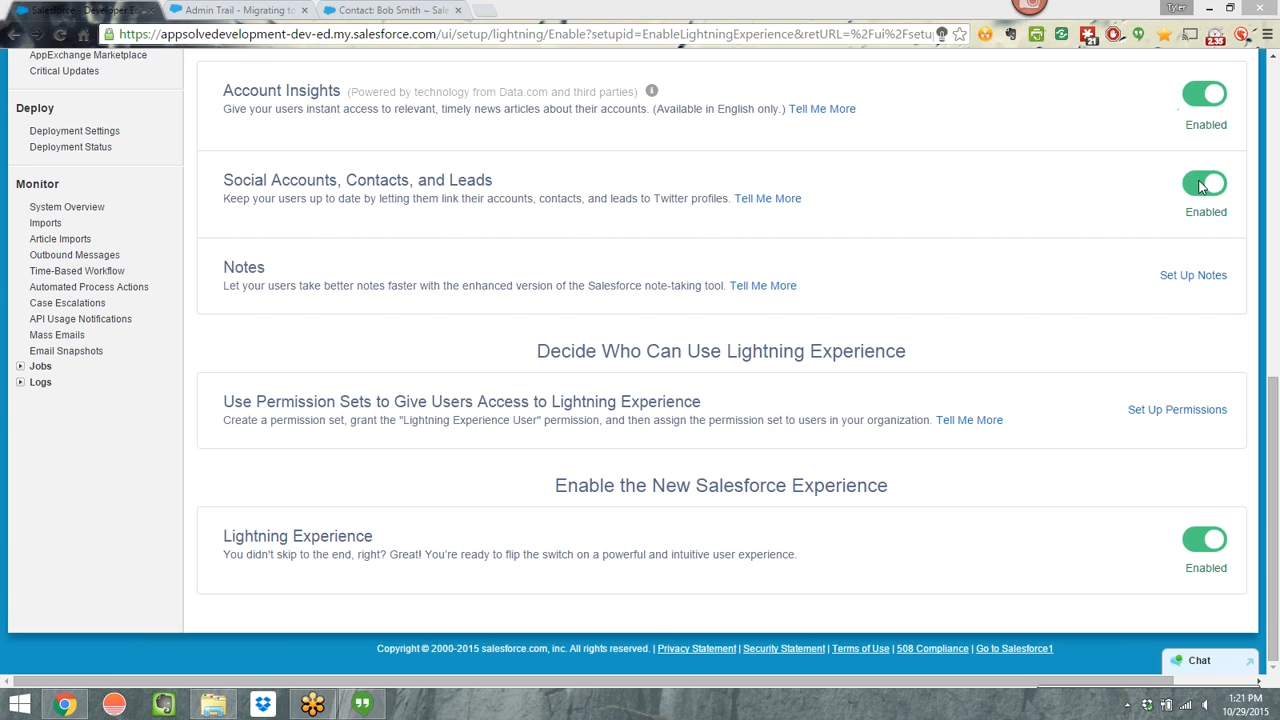 Salesforce - Developer E
Admin Trail - Migrating to
Contact: Bob Smith ~ Sale
Tyler
https://appsolvedevelopment-dev-ed.my.salesforce.com/ui/setup/lightning/Enable?setupid=EnableLightningExperience&retURL=%2Fui%2Fsetu
21
2.35
AppExchange Marketplace
Critical Updates
Deploy
Deployment Settings
Deployment Status
Monitor
System Overview
Imports
Article Imports
Outbound Messages
Time-Based Workflow
Automated Process Actions
Case Escalations
API Usage Notifications
Mass Emails
Email Snapshots
Jobs
Logs
Account Insights (Powered by technology from Data.com and third parties)
Give your users instant access to relevant, timely news articles about their accounts. (Available in English only.) Tell Me More
Enabled
Social Accounts, Contacts, and Leads
Keep your users up to date by letting them link their accounts, contacts, and leads to Twitter profiles. Tell Me More
Enabled
Notes
Let your users take better notes faster with the enhanced version of the Salesforce note-taking tool. Tell Me More
Set Up Notes
Decide Who Can Use Lightning Experience
Use Permission Sets to Give Users Access to Lightning Experience
Create a permission set, grant the "Lightning Experience User" permission, and then assign the permission set to users in your organization. Tell Me More
Set Up Permissions
Enable the New Salesforce Experience
Lightning Experience
You didn't skip to the end, right? Great! You're ready to flip the switch on a powerful and intuitive user experience.
Enabled
Copyright © 2000-2015 salesforce.com, inc. All rights reserved. | Privacy Statement | Security Statement | Terms of Use | 508 Compliance | Go to Salesforce1
Chat
1:21 PM
10/29/2015